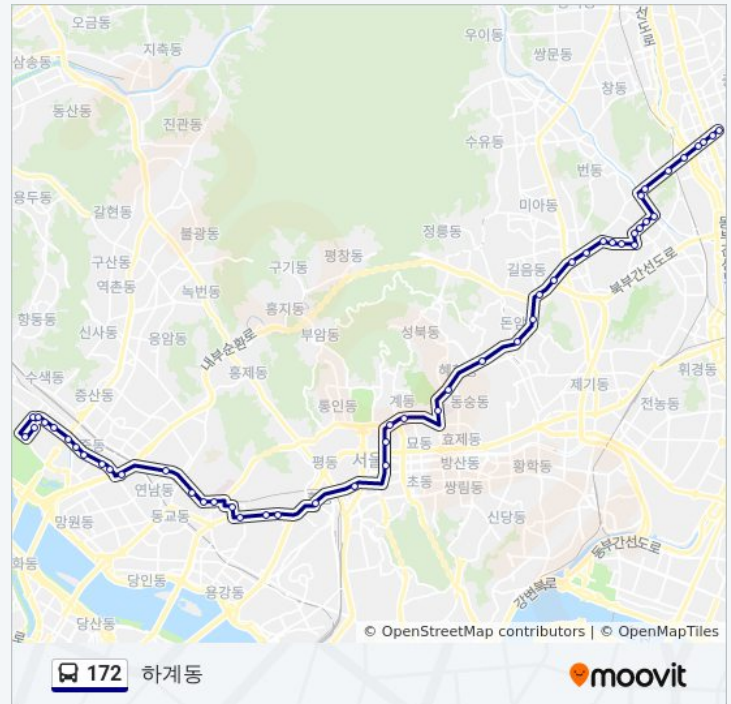 오금동
지축동
삼송동
우이동
쌍문동
창동
동산동
진관동
수유동
번동
용두동
갈현동
불광동
미아동
정릉동
구산동
역촌동
구기동
평창동
길음동
녹번동
북부간선도로
향동동
신사동
응암동
홍지동
부암동
성북동
돈암
내부순환로
홍제동
수색동
증산동
혜
제기동
휘경동
통인동
계동
동숭동
전농동
중동
평동
서울
묘동
효제동
방산동
황학동
연남동
초동
쌍림동
망원동
동교동
신당동
화동
당인동
용강동
강변북로
동부간선도로
당산동
© OpenStreetMap contributors | © OpenMapTiles
172 하계동
moovit